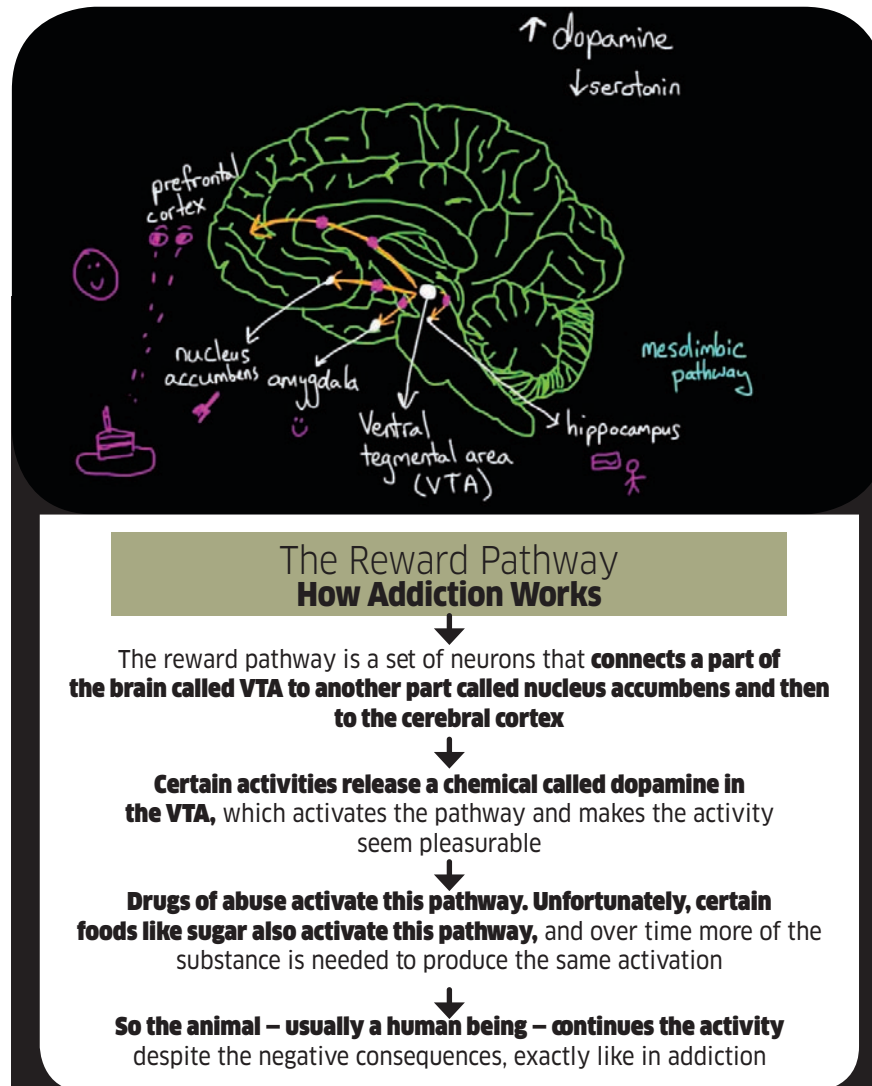 ↑ dopamine
↓ serotonin
prefrontal
cortex
nucleus
accumbens
amygdala
Ventral
tegmental area
(VTA)
hippocampus
mesolimbic
pathway
The Reward Pathway
How Addiction Works
The reward pathway is a set of neurons that connects a part of
the brain called VTA to another part called nucleus accumbens and then
to the cerebral cortex
Certain activities release a chemical called dopamine in
the VTA, which activates the pathway and makes the activity
seem pleasurable
Drugs of abuse activate this pathway. Unfortunately, certain
foods like sugar also activate this pathway, and over time more of the
substance is needed to produce the same activation
So the animal – usually a human being – continues the activity
despite the negative consequences, exactly like in addiction